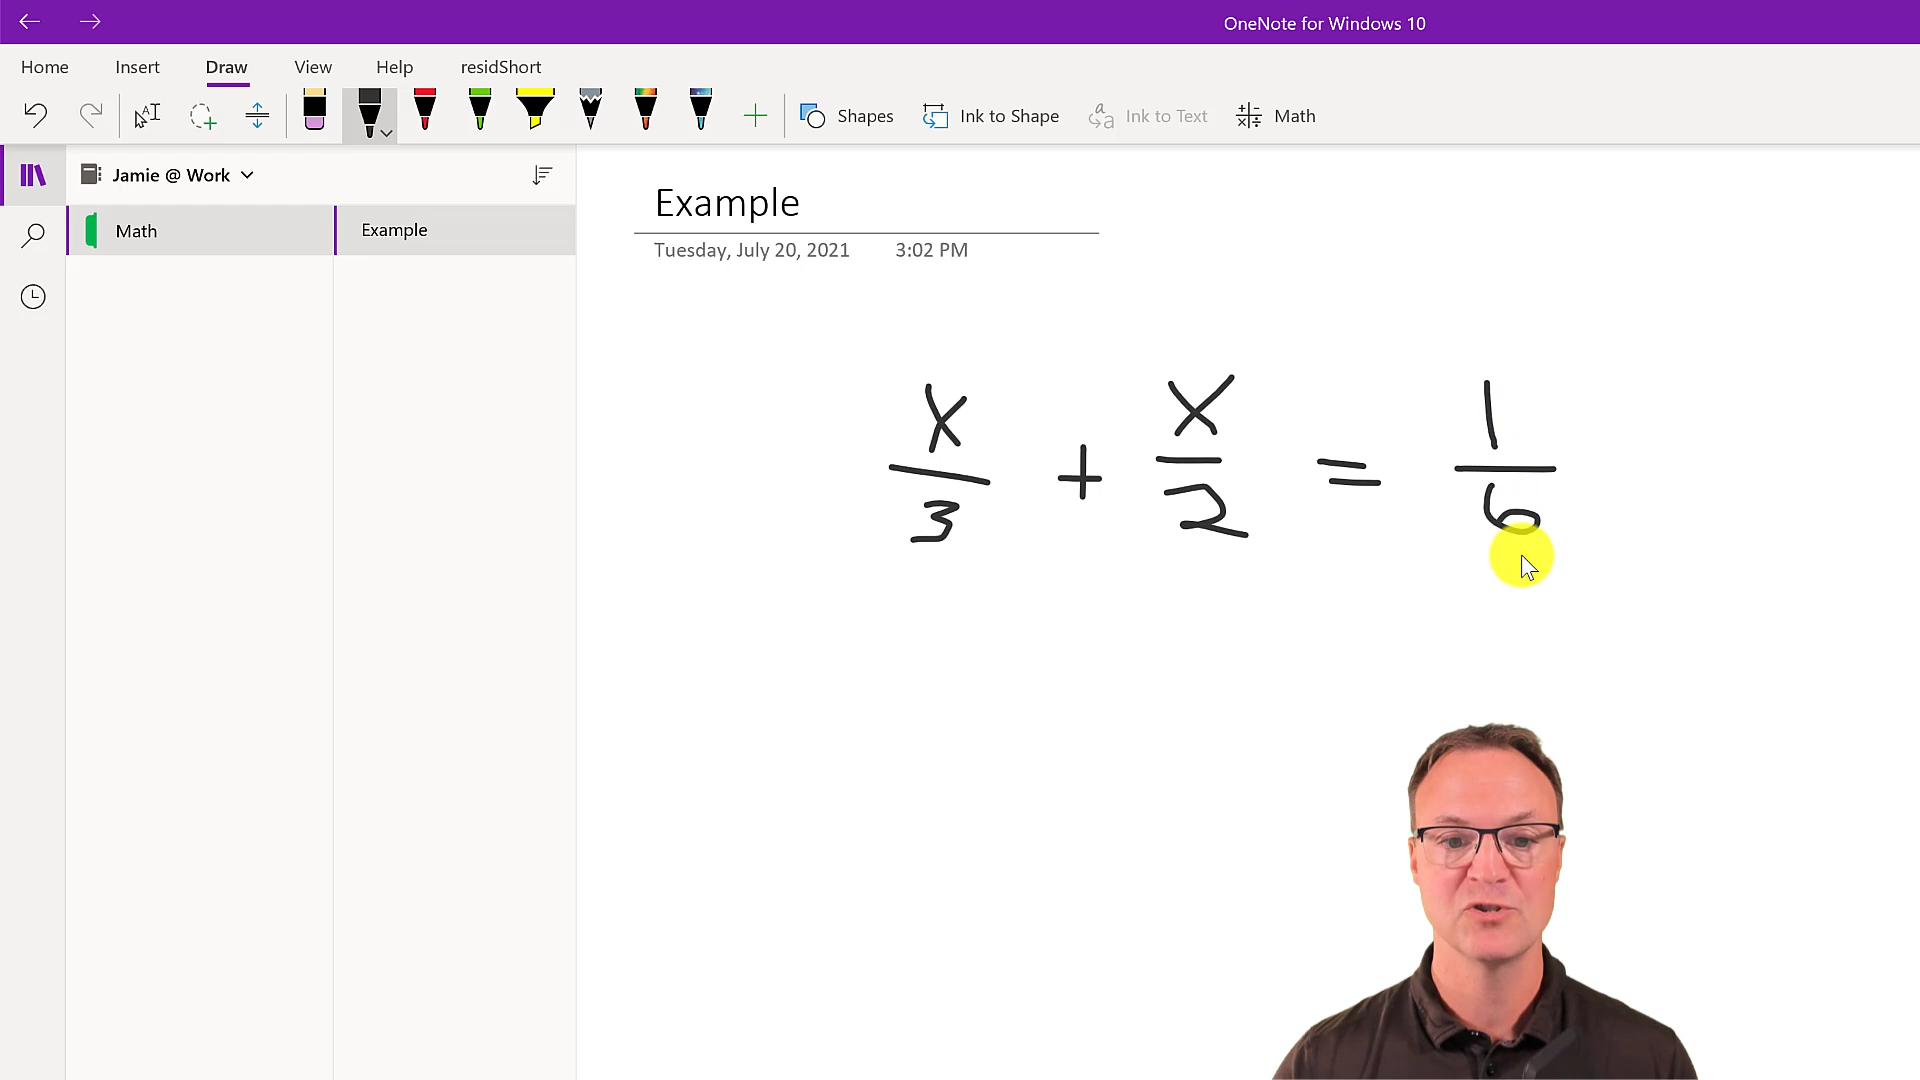 OneNote for Windows 10
Home Insert Draw View Help residShort
Shapes Ink to Shape Ink to Text Math
Jamie @ Work
Math Example
Example
Tuesday, July 20, 2021 3:02 PM
x/3 + x/2 = 1/6